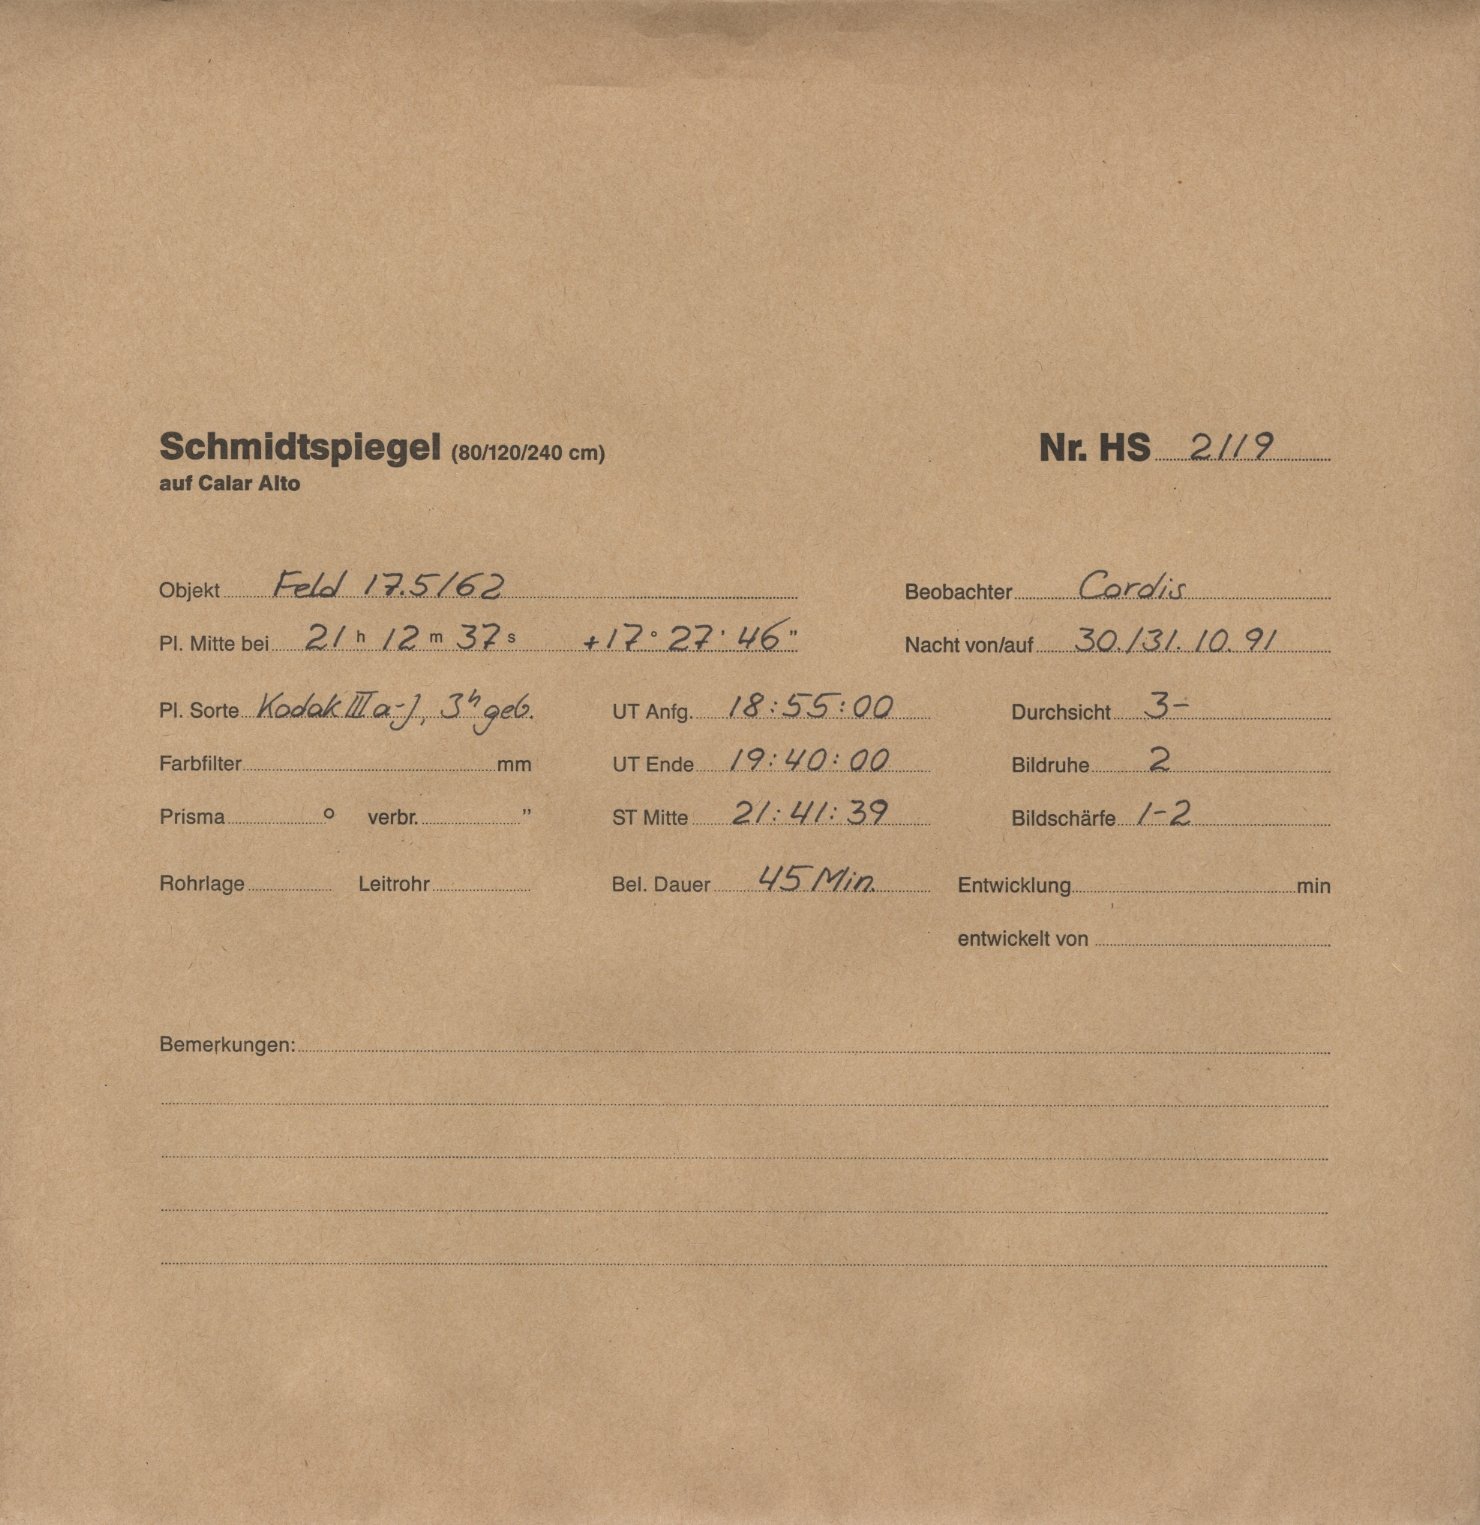 Schmidtspiegel (80/120/240 cm) Nr. HS 2119
auf Calar Alto
Objekt Feld 17.5/62 Beobachter Cordis
Pl. Mitte bei 21 h 12 m 37 s +17° 27' 46" Nacht von/auf 30./31. 10. 91
Pl. Sorte Kodak III a-J, 3h geb. UT Anfg. 18:55:00 Durchsicht 3-
Farbfilter mm UT Ende 19:40:00 Bildruhe 2
Prisma ° verbr. " ST Mitte 21:41:39 Bildschärfe 1-2
Rohrlage Leitrohr Bel. Dauer 45 Min. Entwicklung min
entwickelt von
Bemerkungen: